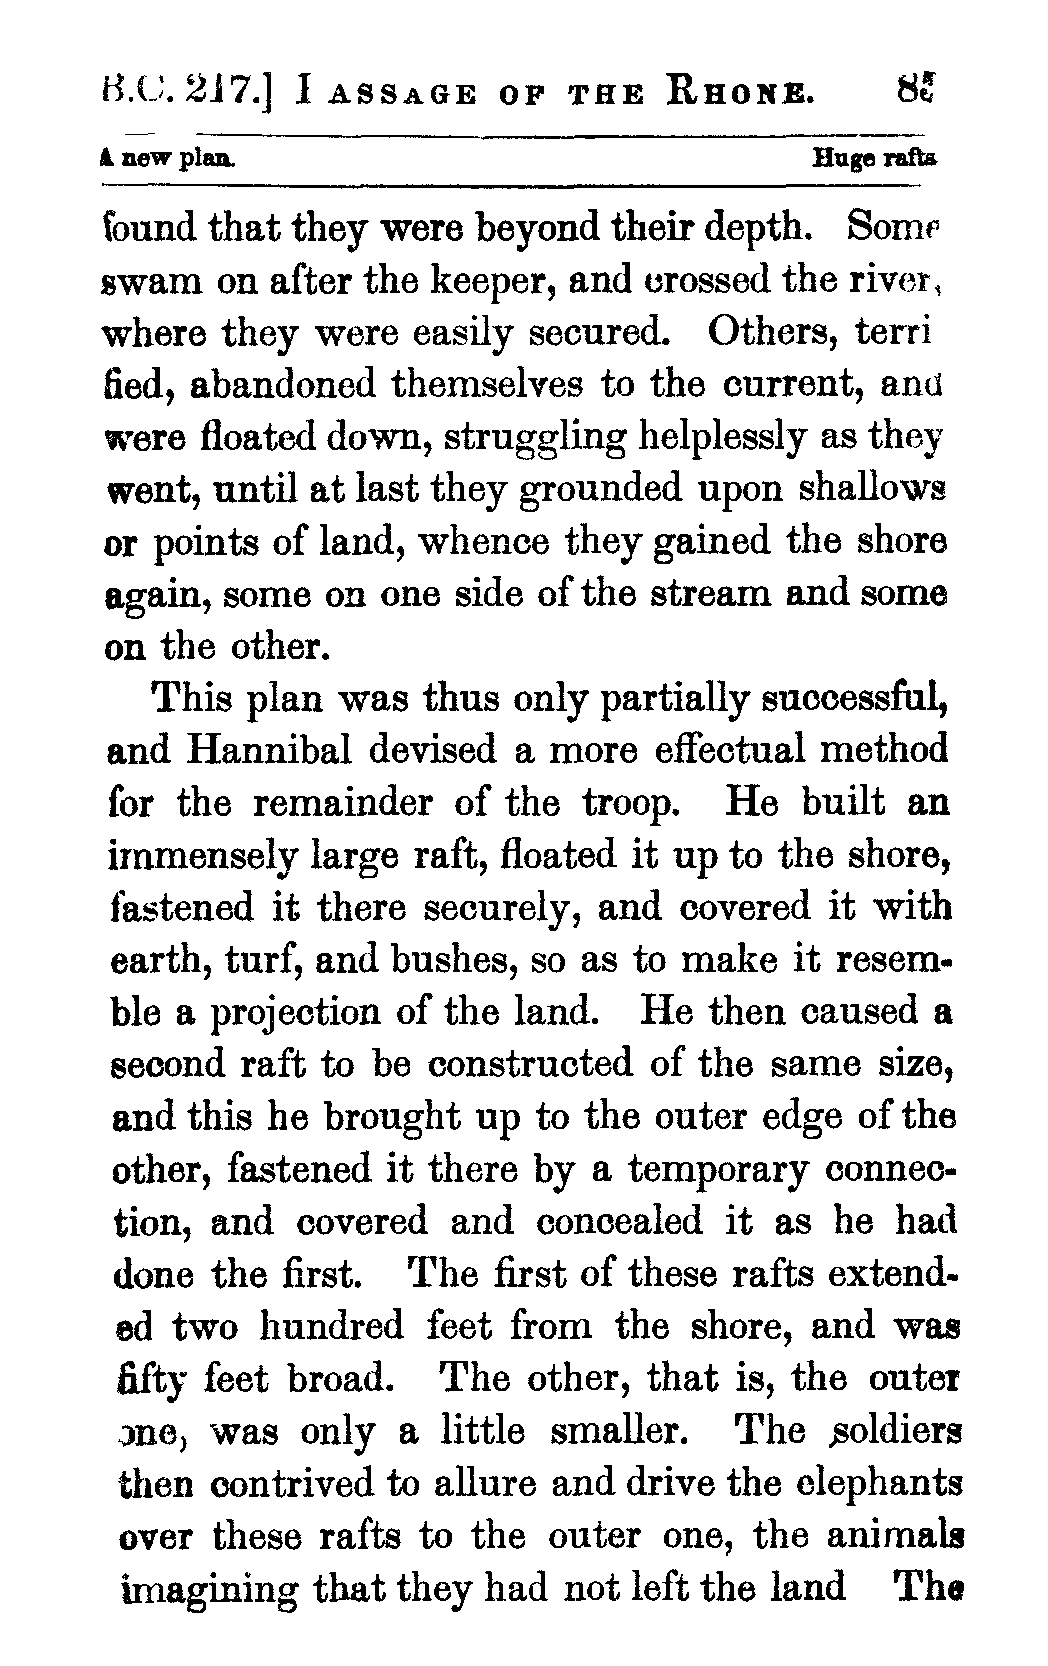 B.C. 217.] PASSAGE OF THE RHONE. 85
A new plan. Huge rafts
found that they were beyond their depth. Some
swam on after the keeper, and crossed the river,
where they were easily secured. Others, terri
fied, abandoned themselves to the current, and
were floated down, struggling helplessly as they
went, until at last they grounded upon shallows
or points of land, whence they gained the shore
again, some on one side of the stream and some
on the other.
This plan was thus only partially successful,
and Hannibal devised a more effectual method
for the remainder of the troop. He built an
immensely large raft, floated it up to the shore,
fastened it there securely, and covered it with
earth, turf, and bushes, so as to make it resem-
ble a projection of the land. He then caused a
second raft to be constructed of the same size,
and this he brought up to the outer edge of the
other, fastened it there by a temporary connec-
tion, and covered and concealed it as he had
done the first. The first of these rafts extend-
ed two hundred feet from the shore, and was
fifty feet broad. The other, that is, the outer
one, was only a little smaller. The soldiers
then contrived to allure and drive the elephants
over these rafts to the outer one, the animals
imagining that they had not left the land The